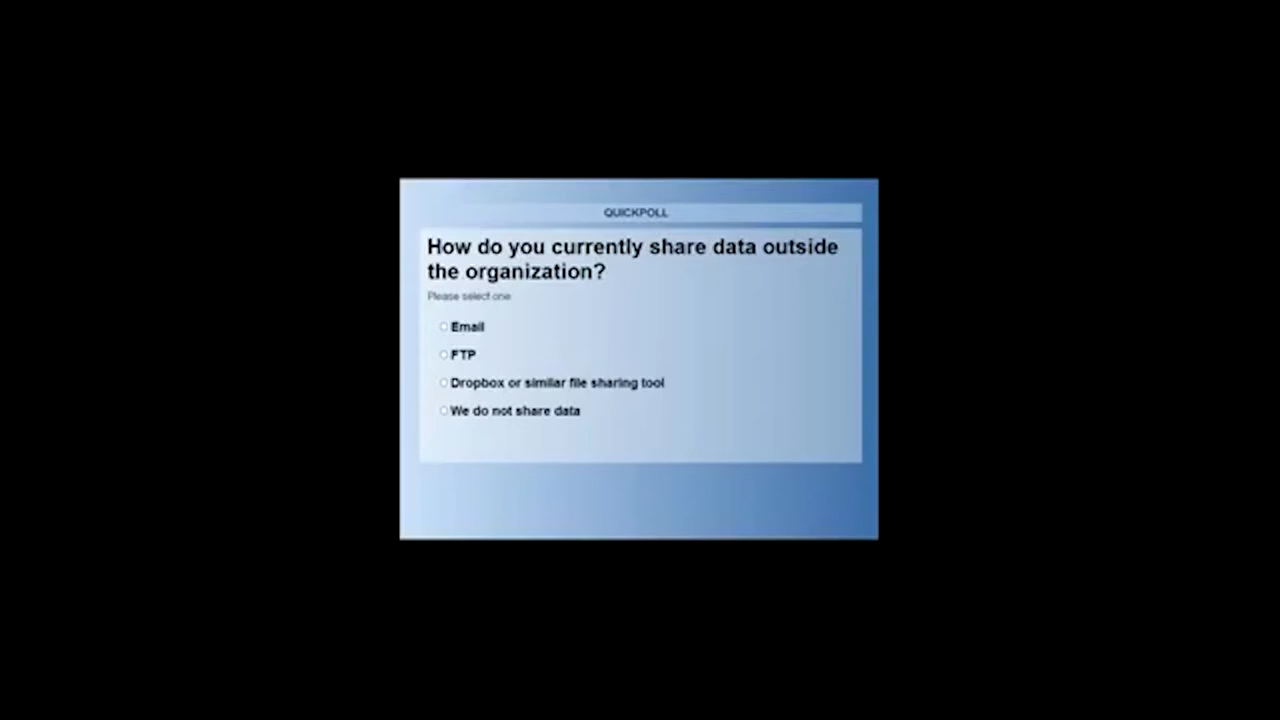 QUICKPOLL
How do you currently share data outside
the organization?
Please select one
Email
FTP
Dropbox or similar file sharing tool
We do not share data